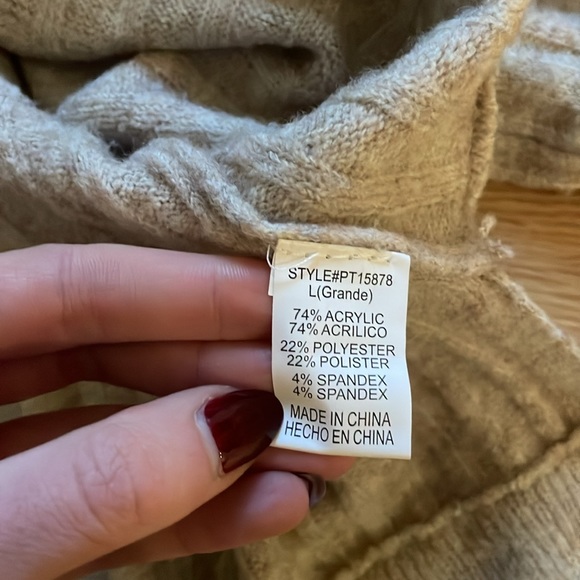 STYLE#PT15878
L(Grande)
74% ACRYLIC
74% ACRILICO
22% POLYESTER
22% POLISTER
4% SPANDEX
4% SPANDEX
MADE IN CHINA
HECHO EN CHINA